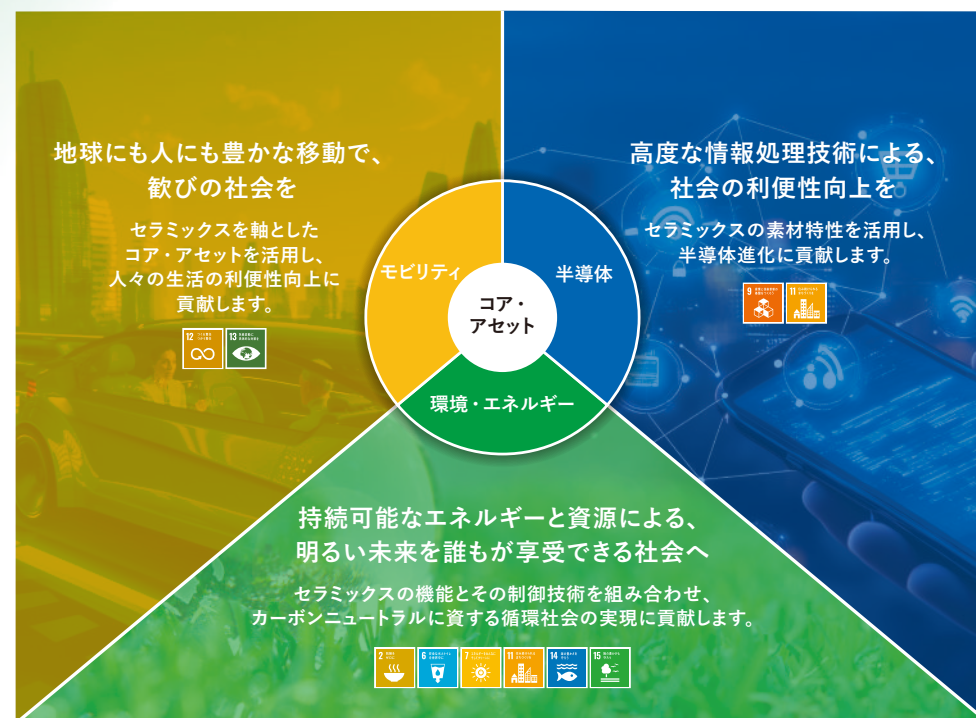 地球にも人にも豊かな移動で、
歓びの社会を
セラミックスを軸とした
コア・アセットを活用し、
人々の生活の利便性向上に
貢献します。
12
13
高度な情報処理技術による、
社会の利便性向上を
セラミックスの素材特性を活用し、
半導体進化に貢献します。
9
11
モビリティ
半導体
コア・
アセット
環境・エネルギー
持続可能なエネルギーと資源による、
明るい未来を誰もが享受できる社会へ
セラミックスの機能とその制御技術を組み合わせ、
カーボンニュートラルに資する循環社会の実現に貢献します。
2
6
7
11
14
15